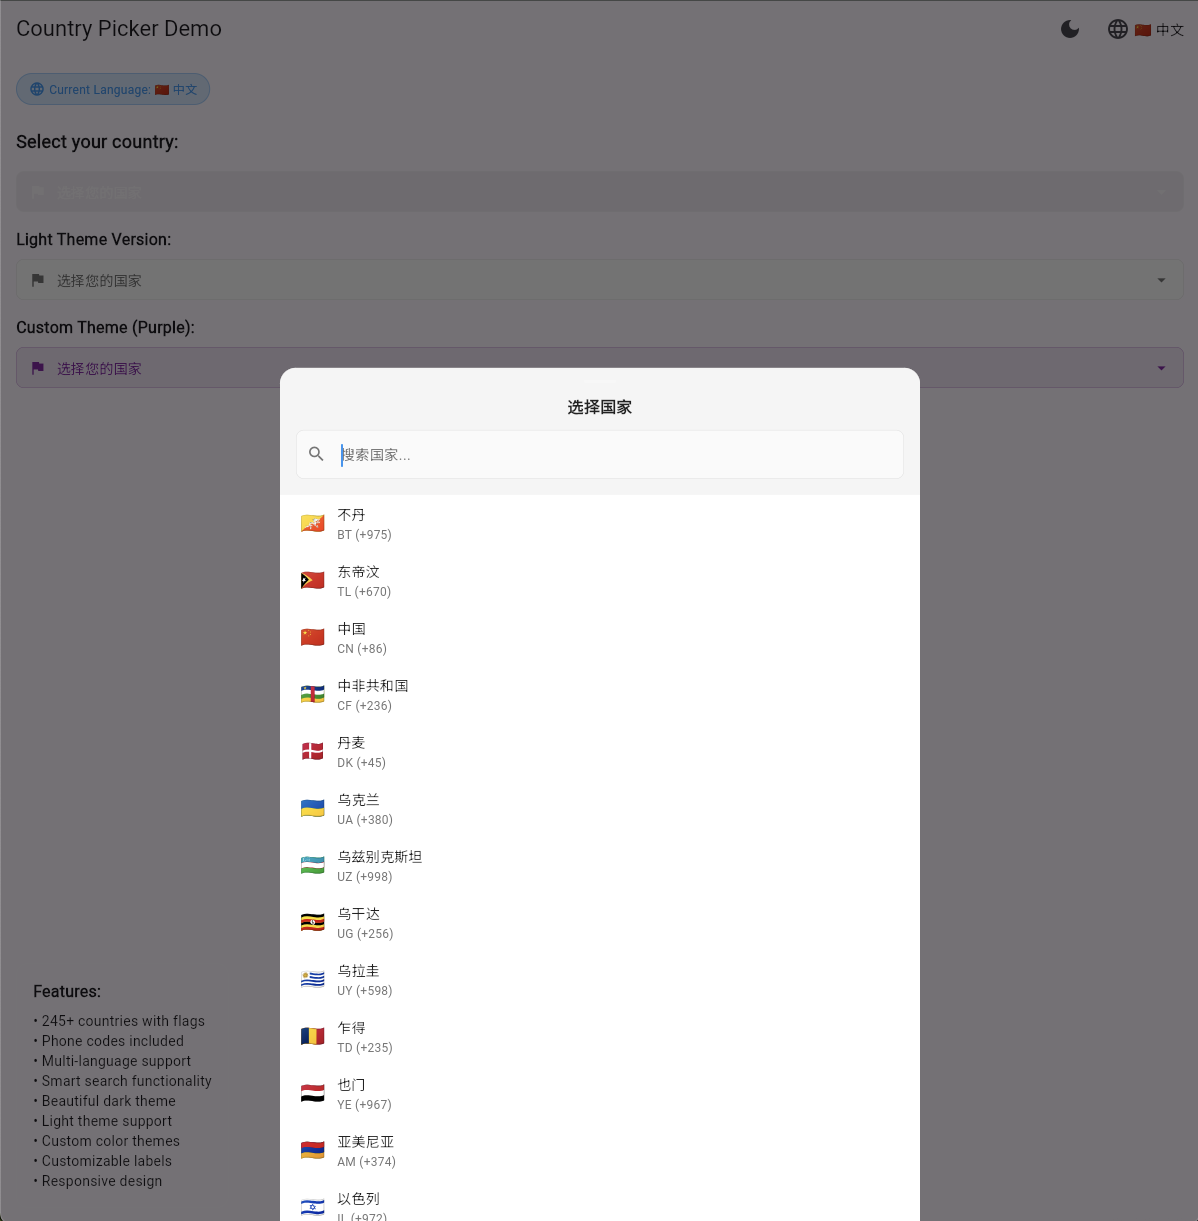 Country Picker Demo
中文
Current Language: 中文
Select your country:
选择您的国家
Light Theme Version:
选择您的国家
Custom Theme (Purple):
选择您的国家
选择国家
搜索国家...
不丹
BT (+975)
东帝汶
TL (+670)
中国
CN (+86)
中非共和国
CF (+236)
丹麦
DK (+45)
乌克兰
UA (+380)
乌兹别克斯坦
UZ (+998)
乌干达
UG (+256)
乌拉圭
UY (+598)
乍得
TD (+235)
也门
YE (+967)
亚美尼亚
AM (+374)
以色列
IL (+972)
Features:
• 245+ countries with flags
• Phone codes included
• Multi-language support
• Smart search functionality
• Beautiful dark theme
• Light theme support
• Custom color themes
• Customizable labels
• Responsive design